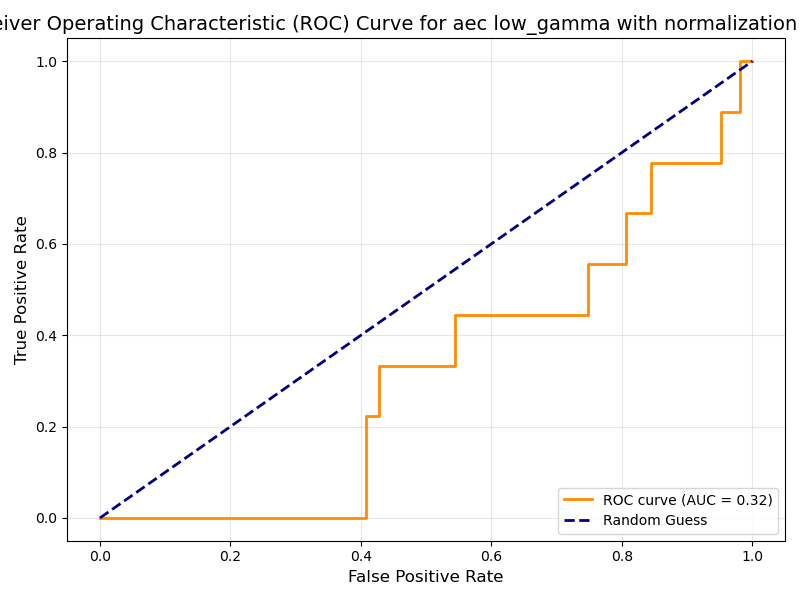 eiver Operating Characteristic (ROC) Curve for aec low_gamma with normalization
1.0
0.8
0.6
0.4
0.2
0.0
True Positive Rate
0.0 0.2 0.4 0.6 0.8 1.0
False Positive Rate
ROC curve (AUC = 0.32)
Random Guess